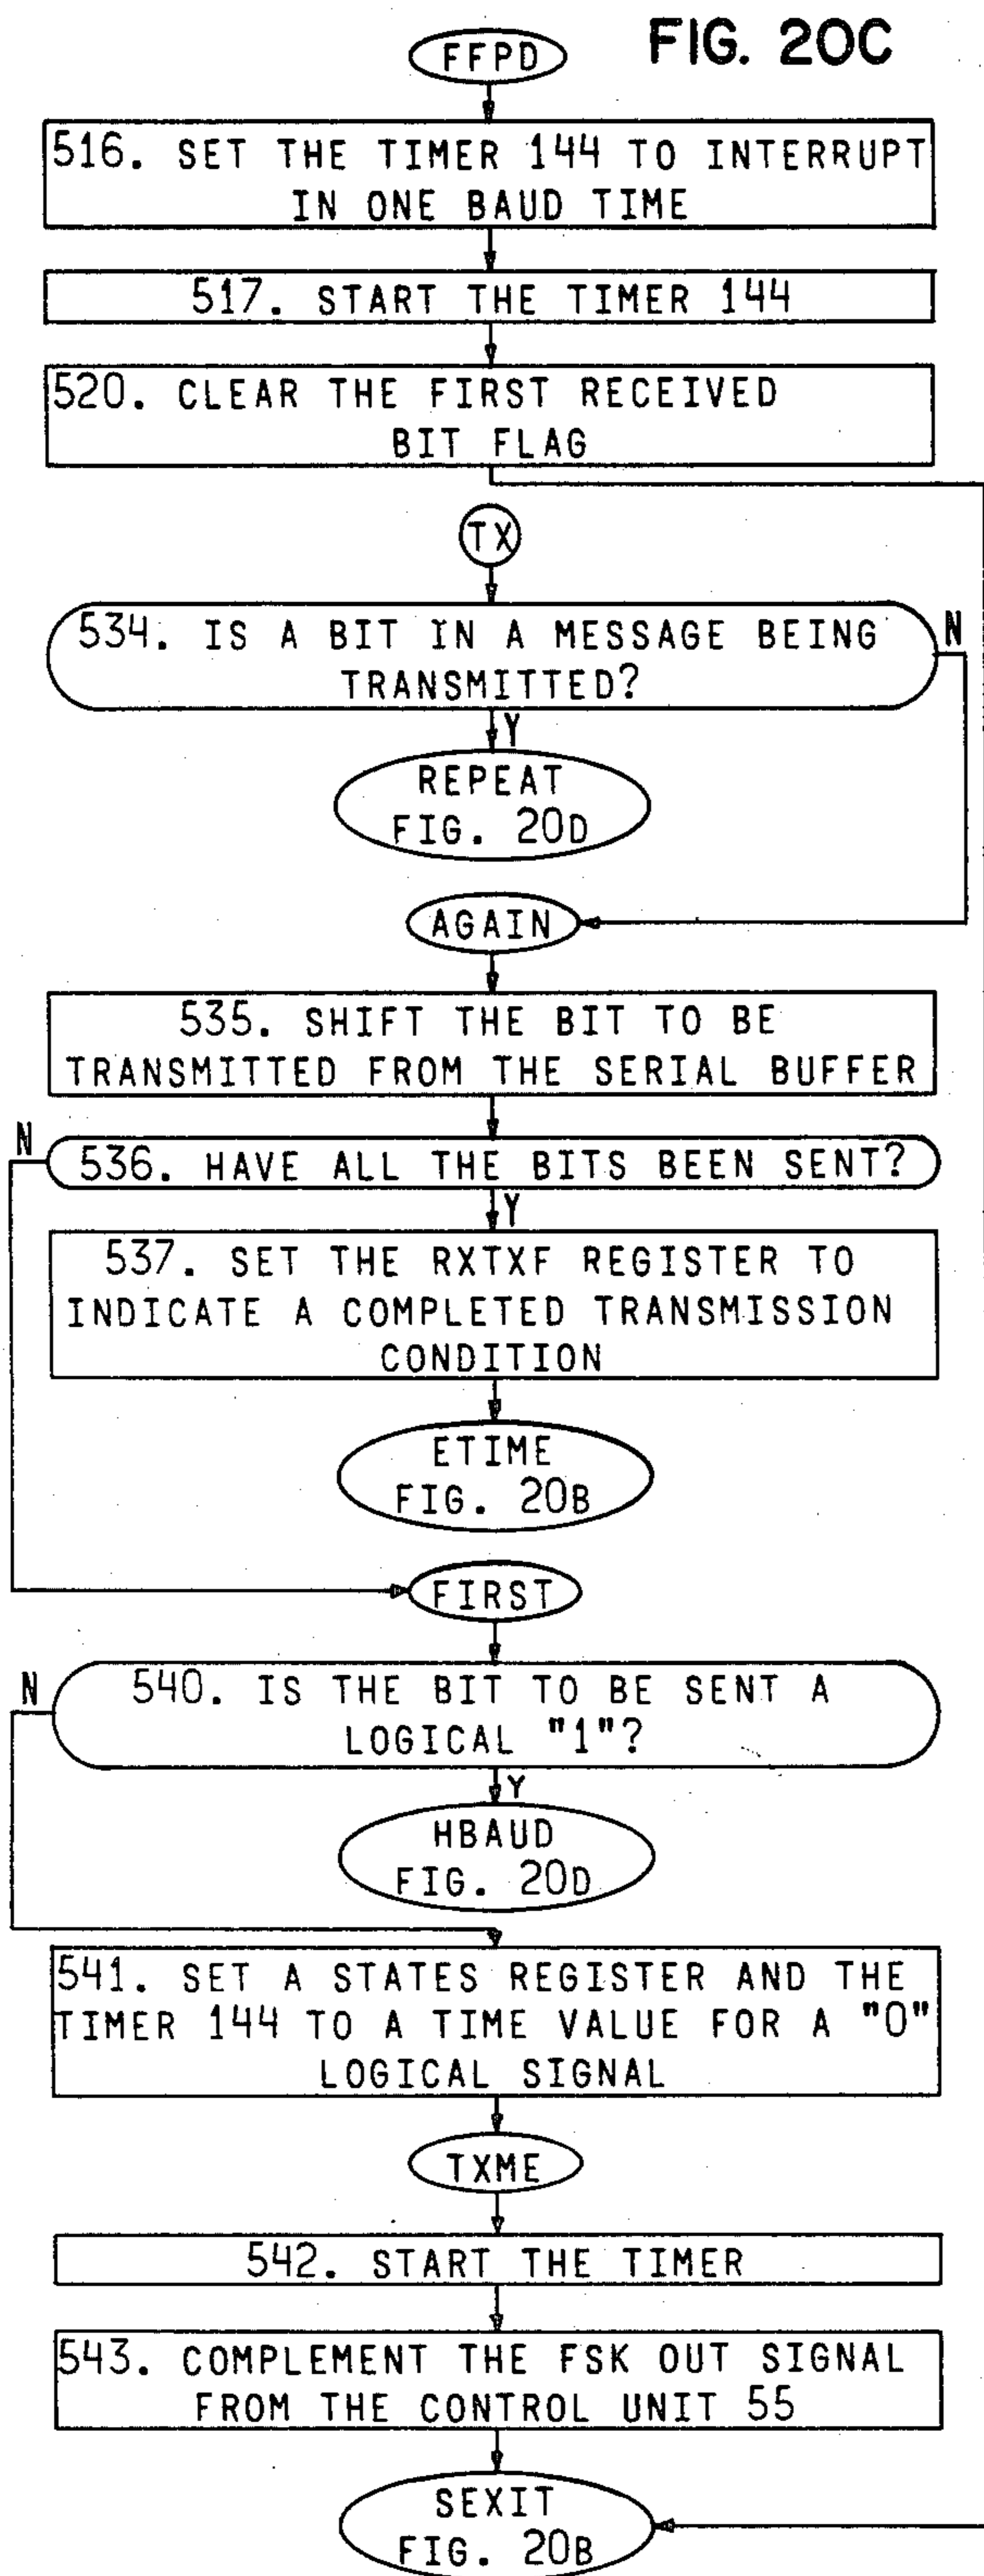 FIG. 20C
FFPD
516. SET THE TIMER 144 TO INTERRUPT
IN ONE BAUD TIME
517. START THE TIMER 144
520. CLEAR THE FIRST RECEIVED
BIT FLAG
TX
534. IS A BIT IN A MESSAGE BEING
TRANSMITTED?
N
Y
REPEAT
FIG. 20D
AGAIN
535. SHIFT THE BIT TO BE
TRANSMITTED FROM THE SERIAL BUFFER
N
536. HAVE ALL THE BITS BEEN SENT?
Y
537. SET THE RXTXF REGISTER TO
INDICATE A COMPLETED TRANSMISSION
CONDITION
ETIME
FIG. 20B
FIRST
N
540. IS THE BIT TO BE SENT A
LOGICAL "1"?
Y
HBAUD
FIG. 20D
541. SET A STATES REGISTER AND THE
TIMER 144 TO A TIME VALUE FOR A "0"
LOGICAL SIGNAL
TXME
542. START THE TIMER
543. COMPLEMENT THE FSK OUT SIGNAL
FROM THE CONTROL UNIT 55
SEXIT
FIG. 20B